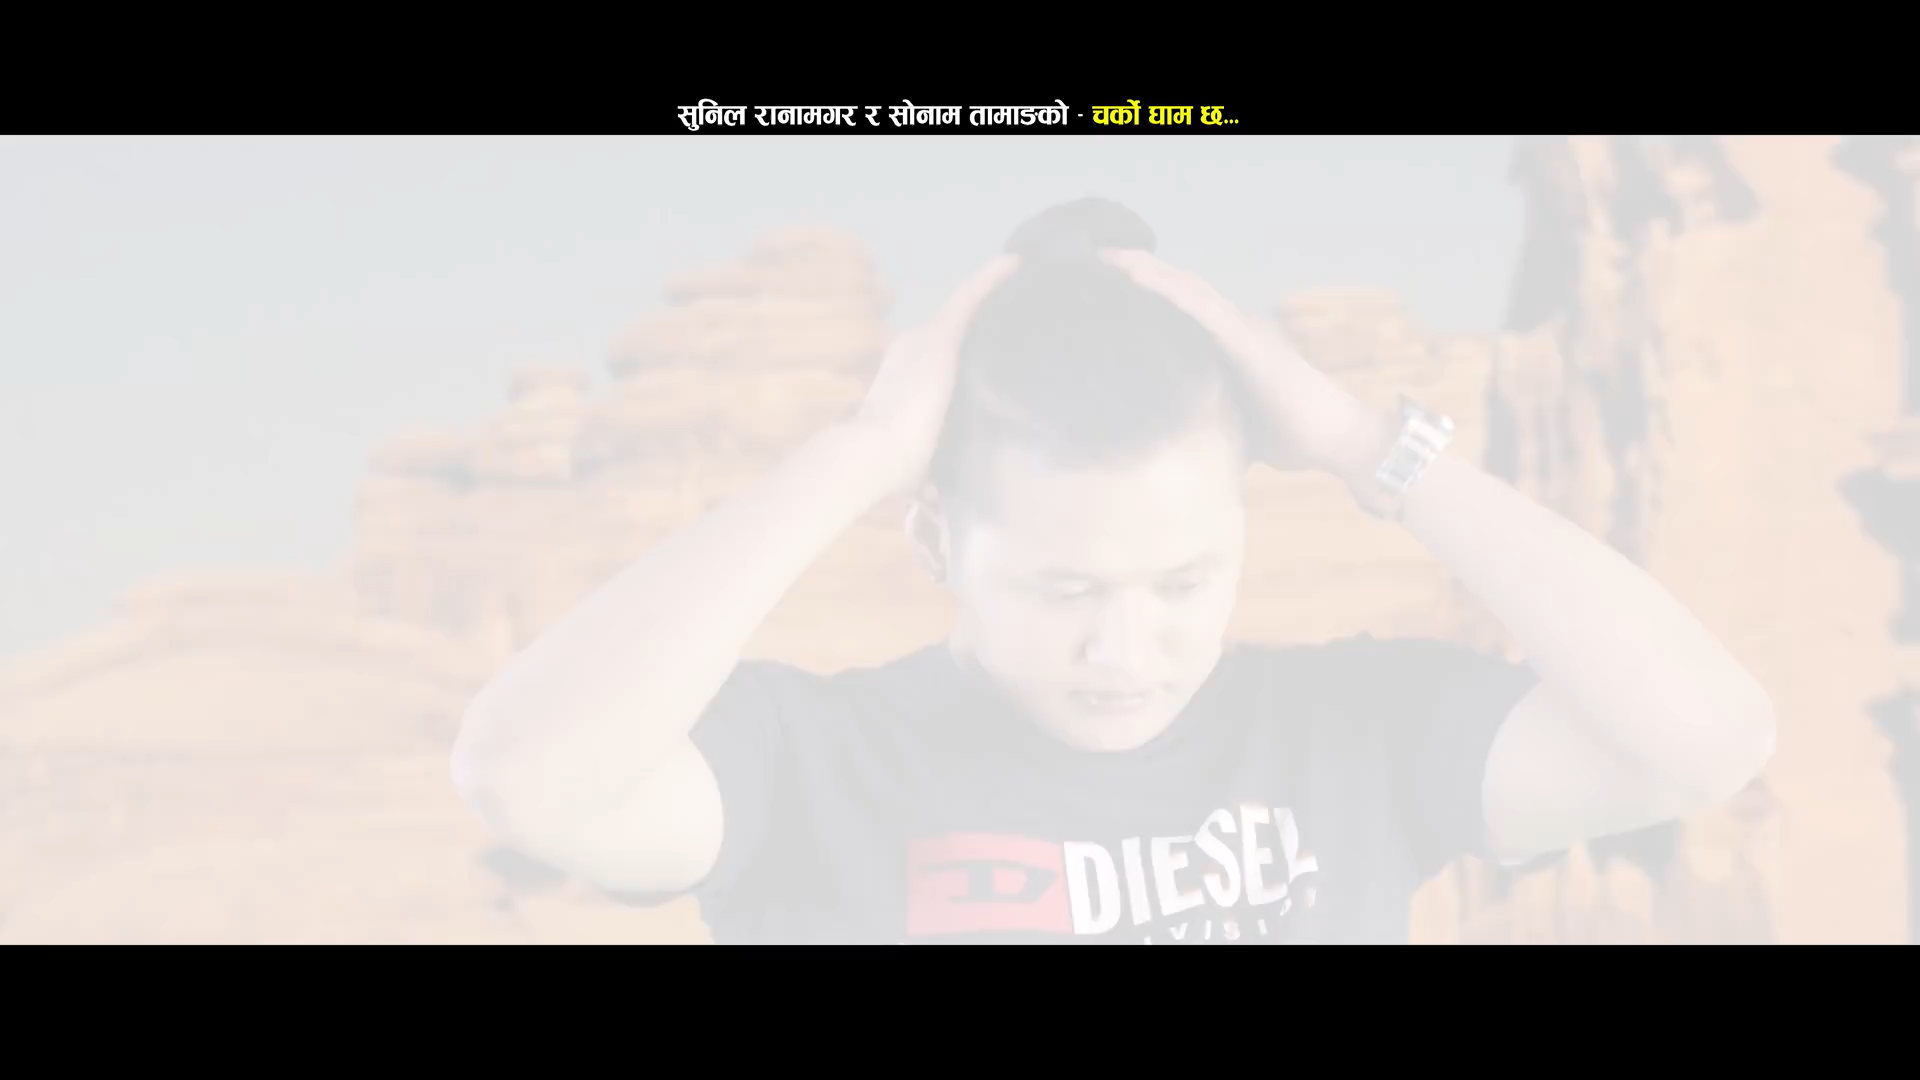 सुनिल रानामगर र सोनाम तामाङको - चर्को घाम छ...
DIESEL